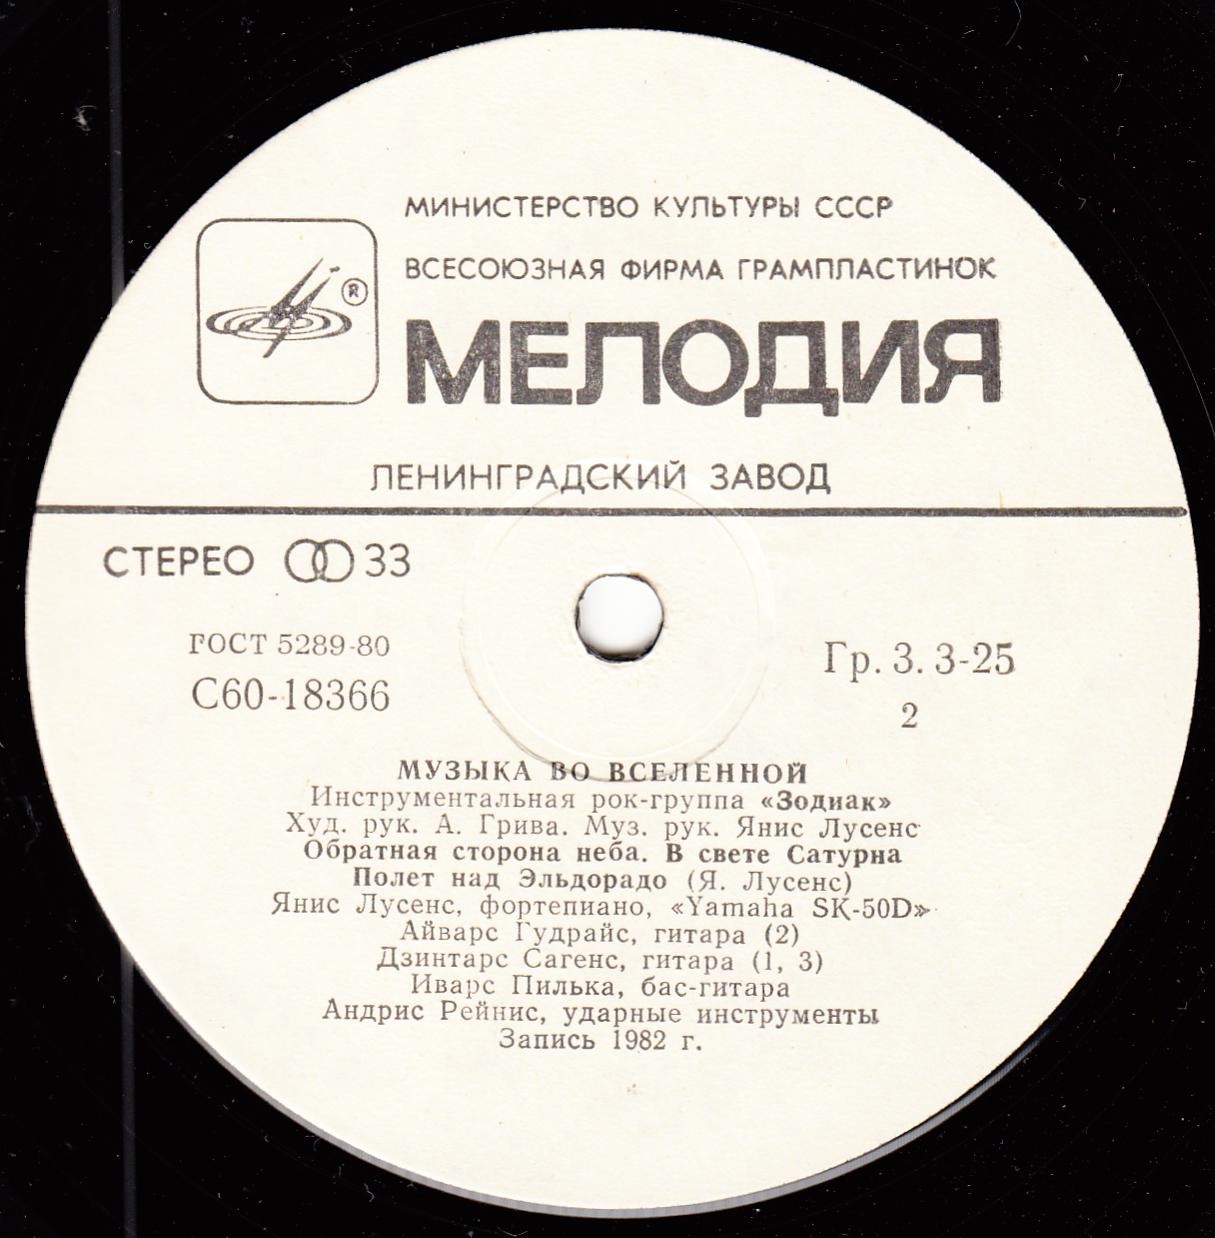 МИНИСТЕРСТВО КУЛЬТУРЫ СССР
ВСЕСОЮЗНАЯ ФИРМА ГРАМПЛАСТИНОК
®
МЕЛОДИЯ
ЛЕНИНГРАДСКИЙ ЗАВОД
СТЕРЕО 33
ГОСТ 5289-80
С60-18366
Гр. 3. 3-25
2
МУЗЫКА ВО ВСЕЛЕННОЙ
Инструментальная рок-группа «Зодиак»
Худ. рук. А. Грива. Муз. рук. Янис Лусенс
Обратная сторона неба. В свете Сатурна
Полет над Эльдорадо (Я. Лусенс)
Янис Лусенс, фортепиано, «Yamaha SK-50D»
Айварс Гудрайс, гитара (2)
Дзинтарс Сагенс, гитара (1, 3)
Иварс Пилька, бас-гитара
Андрис Рейнис, ударные инструменты
Запись 1982 г.